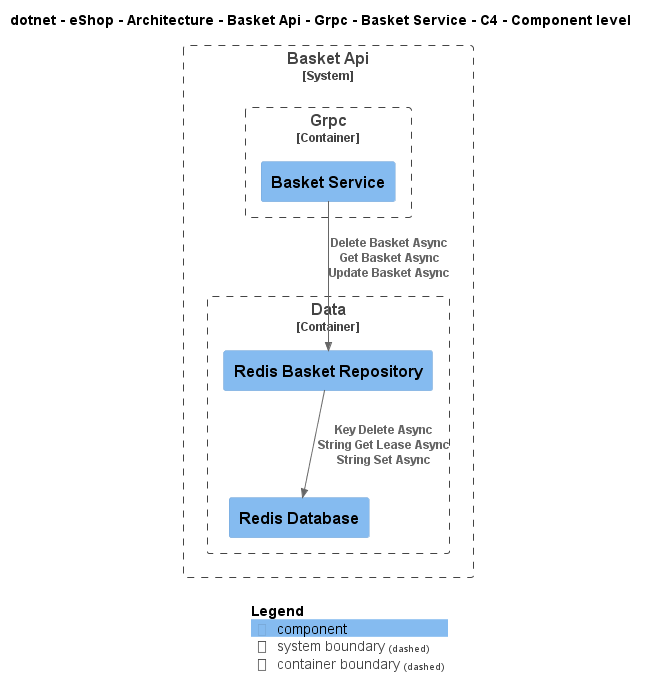 dotnet - eShop - Architecture - Basket Api - Grpc - Basket Service - C4 - Component level
Basket Api
[System]
Grpc
[Container]
Basket Service
Delete Basket Async
Get Basket Async
Update Basket Async
Data
[Container]
Redis Basket Repository
Key Delete Async
String Get Lease Async
String Set Async
Redis Database
Legend
component
system boundary (dashed)
container boundary (dashed)